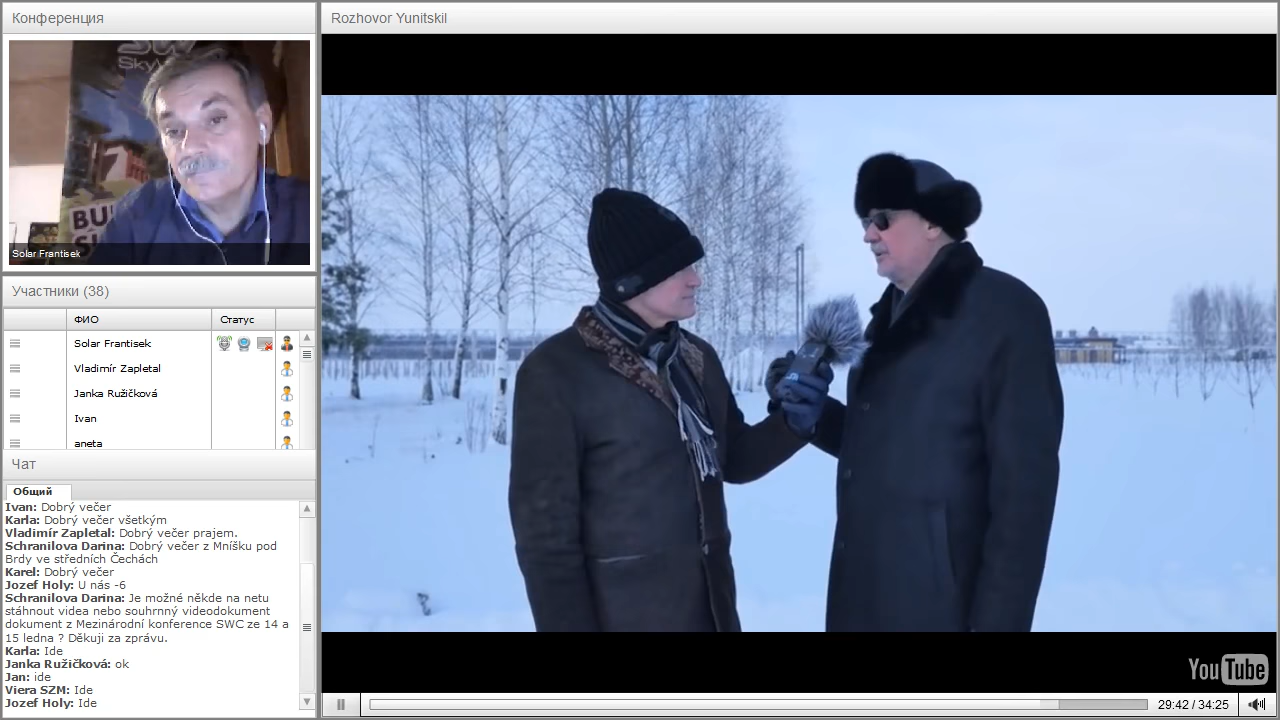 Конференция
Rozhovor Yunitskil
Solar Frantisek
Участники (38)
ФИО
Статус
Solar Frantisek
Vladimír Zapletal
Janka Ružičková
Ivan
aneta
Чат
Общий
Ivan: Dobrý večer
Karla: Dobrý večer všetkým
Vladimír Zapletal: Dobrý večer prajem.
Schranilova Darina: Dobrý večer z Mníšku pod
Brdy ve středních Čechách
Karel: Dobrý večer
Jozef Holy: U nás -6
Schranilova Darina: Je možné někde na netu
stáhnout videa nebo souhrnný videodokument
dokument z Mezinárodní konference SWC ze 14 a
15 ledna ? Děkuji za zprávu.
Karla: Ide
Janka Ružičková: ok
Jan: ide
Viera SZM: Ide
Jozef Holy: Ide
YouTube
29:42 / 34:25